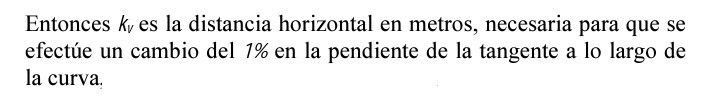 Entonces kv es la distancia horizontal en metros, necesaria para que se
efectúe un cambio del 1% en la pendiente de la tangente a lo largo de
la curva.